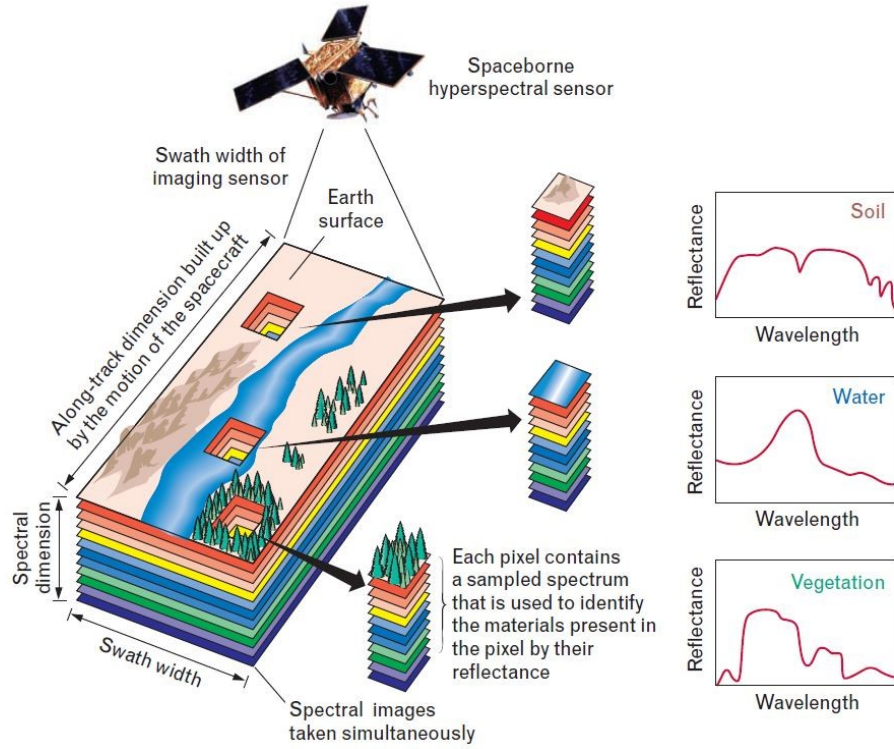 Spaceborne
hyperspectral sensor
Swath width of
imaging sensor
Earth
surface
Along-track dimension built up
by the motion of the spacecraft
Spectral
dimension
Swath width
Spectral images
taken simultaneously
Each pixel contains
a sampled spectrum
that is used to identify
the materials present in
the pixel by their
reflectance
Soil
Reflectance
Wavelength
Water
Reflectance
Wavelength
Vegetation
Reflectance
Wavelength